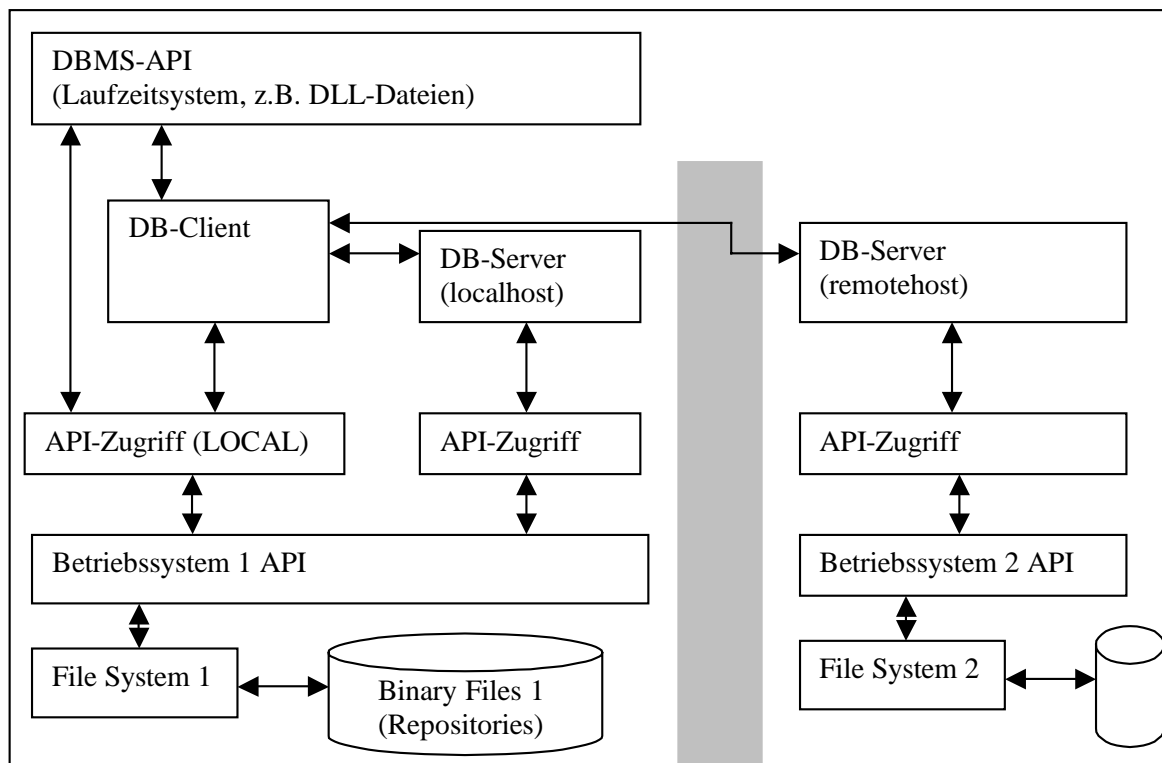 DBMS-API
(Laufzeitsystem, z.B. DLL-Dateien)
DB-Client
DB-Server
(localhost)
DB-Server
(remotehost)
API-Zugriff (LOCAL)
API-Zugriff
API-Zugriff
Betriebssystem 1 API
Betriebssystem 2 API
File System 1
Binary Files 1
(Repositories)
File System 2